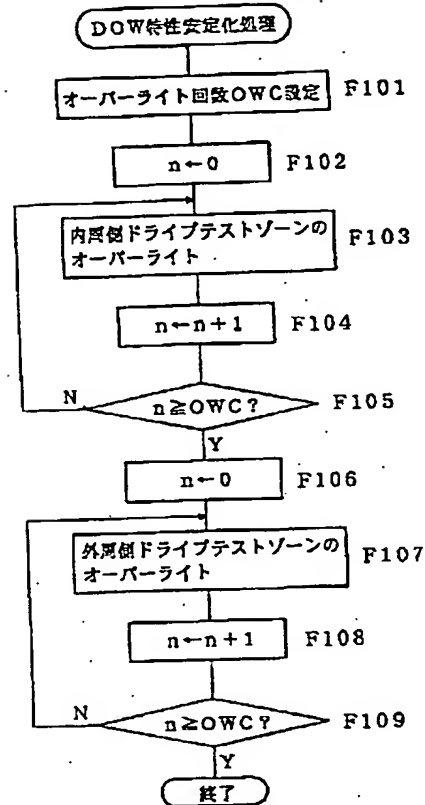 DOW特性安定化処理
オーバーライト回数OWC設定
F101
n←0
F102
内周側ドライブテストゾーンの
オーバーライト
F103
n←n+1
F104
N
n≧OWC?
F105
Y
n←0
F106
外周側ドライブテストゾーンの
オーバーライト
F107
n←n+1
F108
N
n≧OWC?
F109
Y
終了